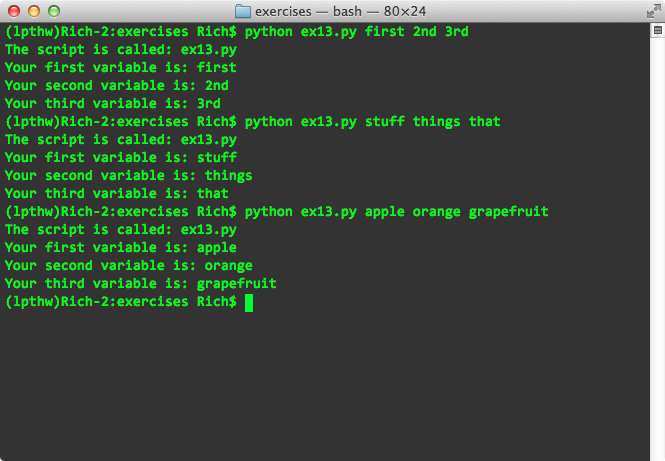 exercises — bash — 80×24
(lpthw)Rich-2:exercises Rich$ python ex13.py first 2nd 3rd
The script is called: ex13.py
Your first variable is: first
Your second variable is: 2nd
Your third variable is: 3rd
(lpthw)Rich-2:exercises Rich$ python ex13.py stuff things that
The script is called: ex13.py
Your first variable is: stuff
Your second variable is: things
Your third variable is: that
(lpthw)Rich-2:exercises Rich$ python ex13.py apple orange grapefruit
The script is called: ex13.py
Your first variable is: apple
Your second variable is: orange
Your third variable is: grapefruit
(lpthw)Rich-2:exercises Rich$